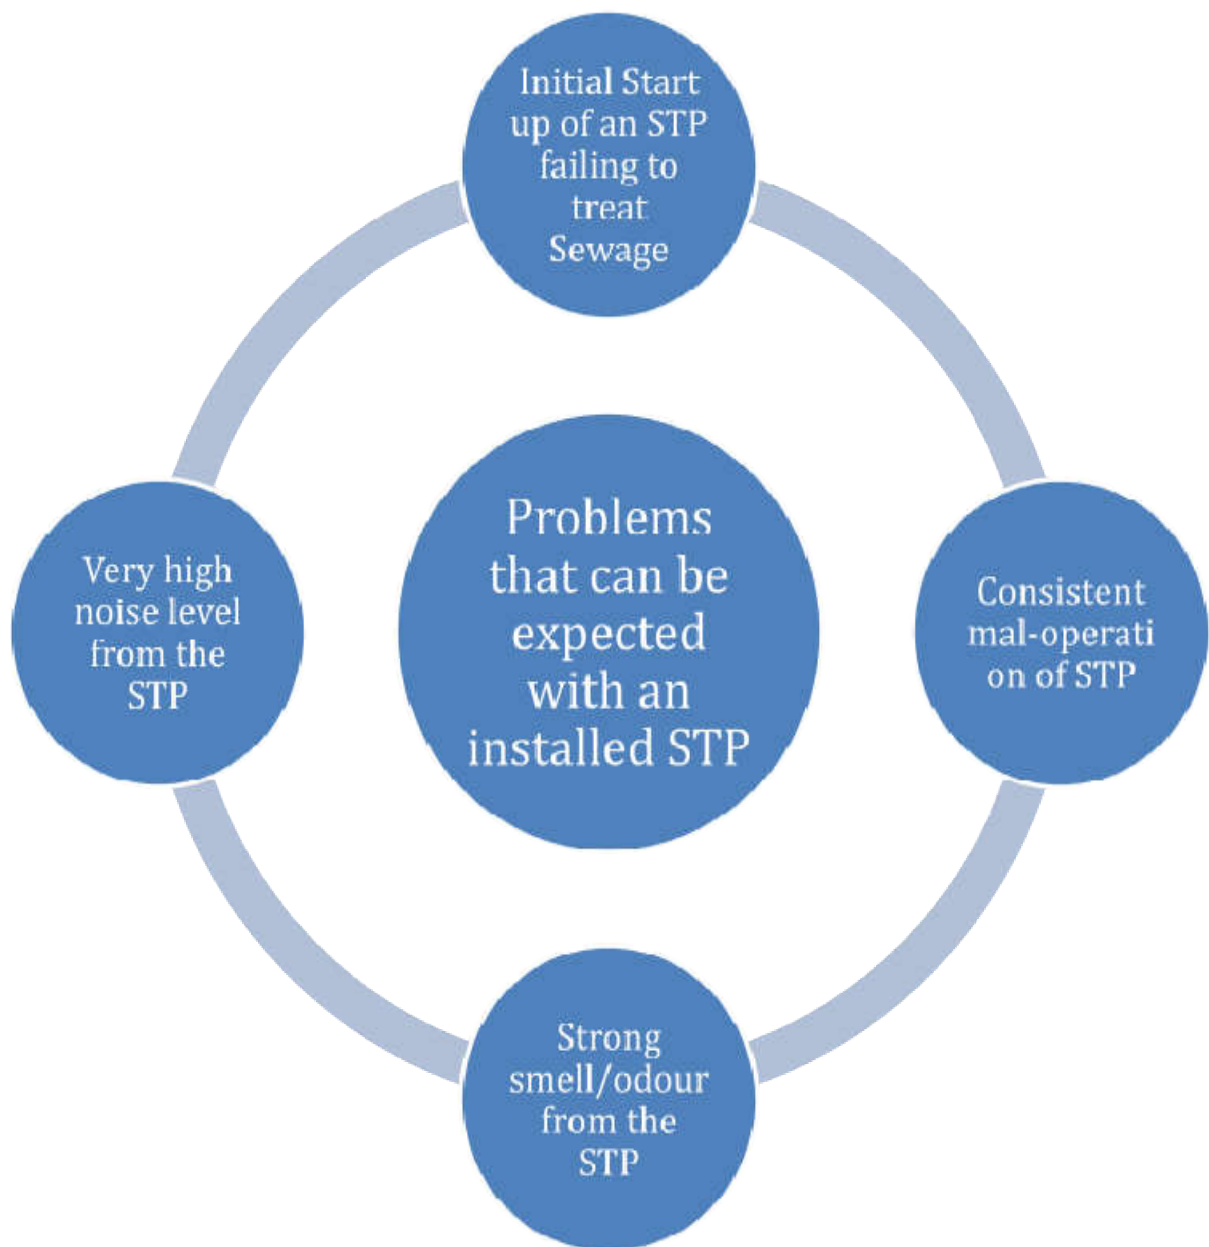 Initial Start
up of an STP
failing to
treat
Sewage
Very high
noise level
from the
STP
Problems
that can be
expected
with an
installed STP
Consistent
mal-operati
on of STP
Strong
smell/odour
from the
STP